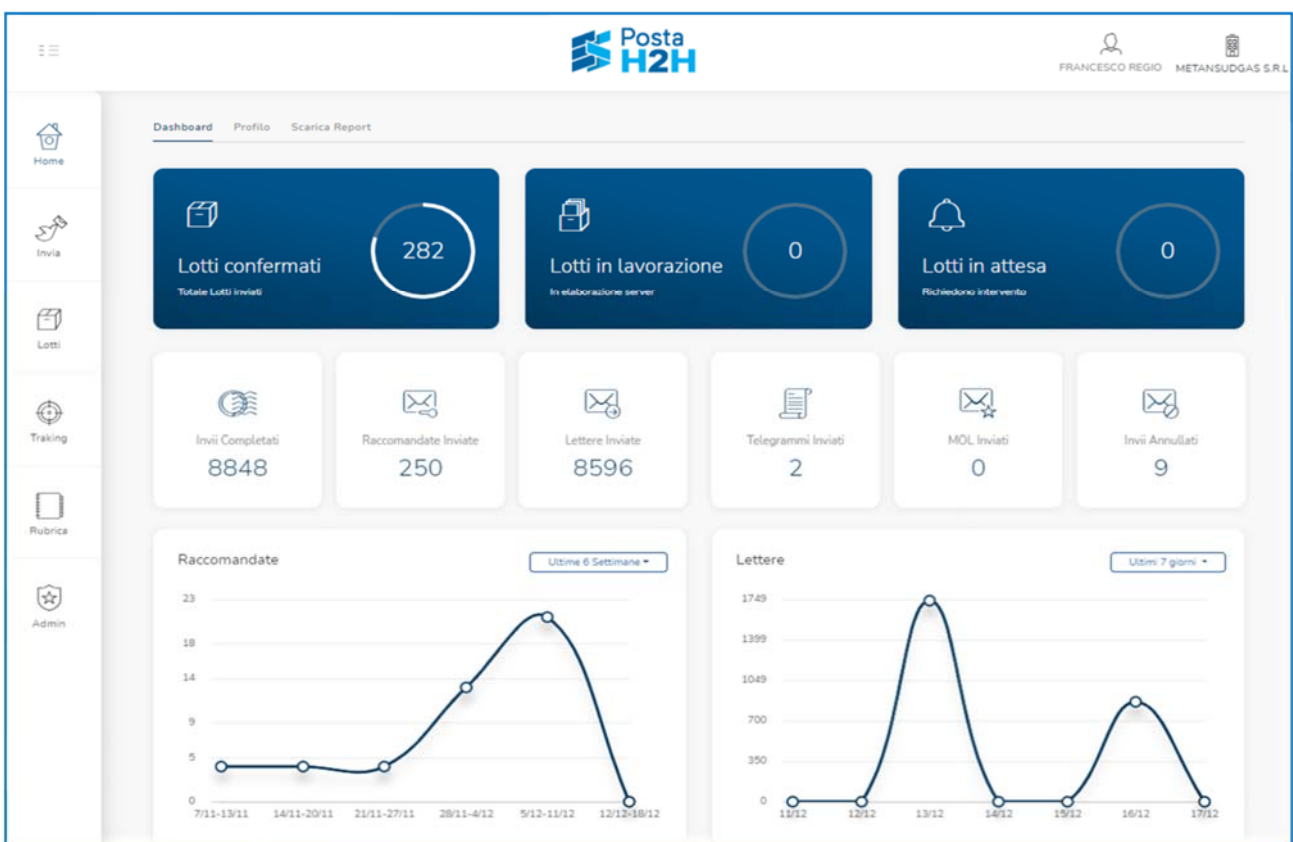 Posta
H2H
FRANCESCO REGIO
METANSUDGAS S.R.L
Home
Invia
Lotti
Traking
Rubrica
Admin
Dashboard Profilo Scarica Report
Lotti confermati
Totale Lotti inviati
282
Lotti in lavorazione
In elaborazione server
0
Lotti in attesa
Richiedono intervento
0
Invii Completati
8848
Raccomandate Inviate
250
Lettere Inviate
8596
Telegrammi Inviati
2
MOL Inviati
0
Invii Annullati
9
Raccomandate
Ultime 6 Settimane
23
18
14
9
5
0
7/11-13/11 14/11-20/11 21/11-27/11 28/11-4/12 5/12-11/12 12/12-18/12
Lettere
Ultimi 7 giorni
1749
1399
1049
700
350
0
11/12 12/12 13/12 14/12 15/12 16/12 17/12